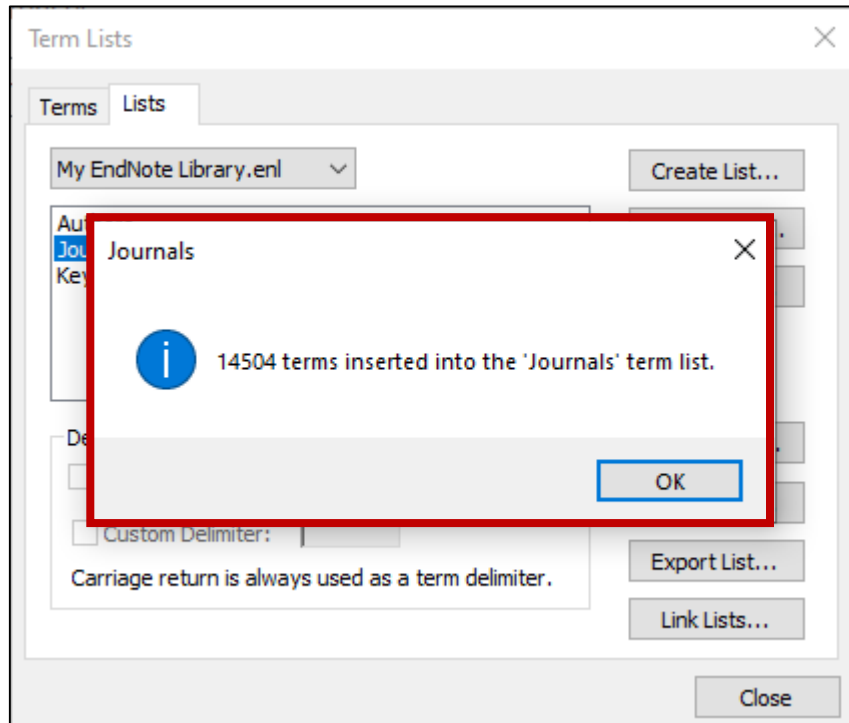 Term Lists
Terms
Lists
My EndNote Library.enl
Create List...
Journals
14504 terms inserted into the 'Journals' term list.
OK
Custom Delimiter:
Carriage return is always used as a term delimiter.
Export List...
Link Lists...
Close